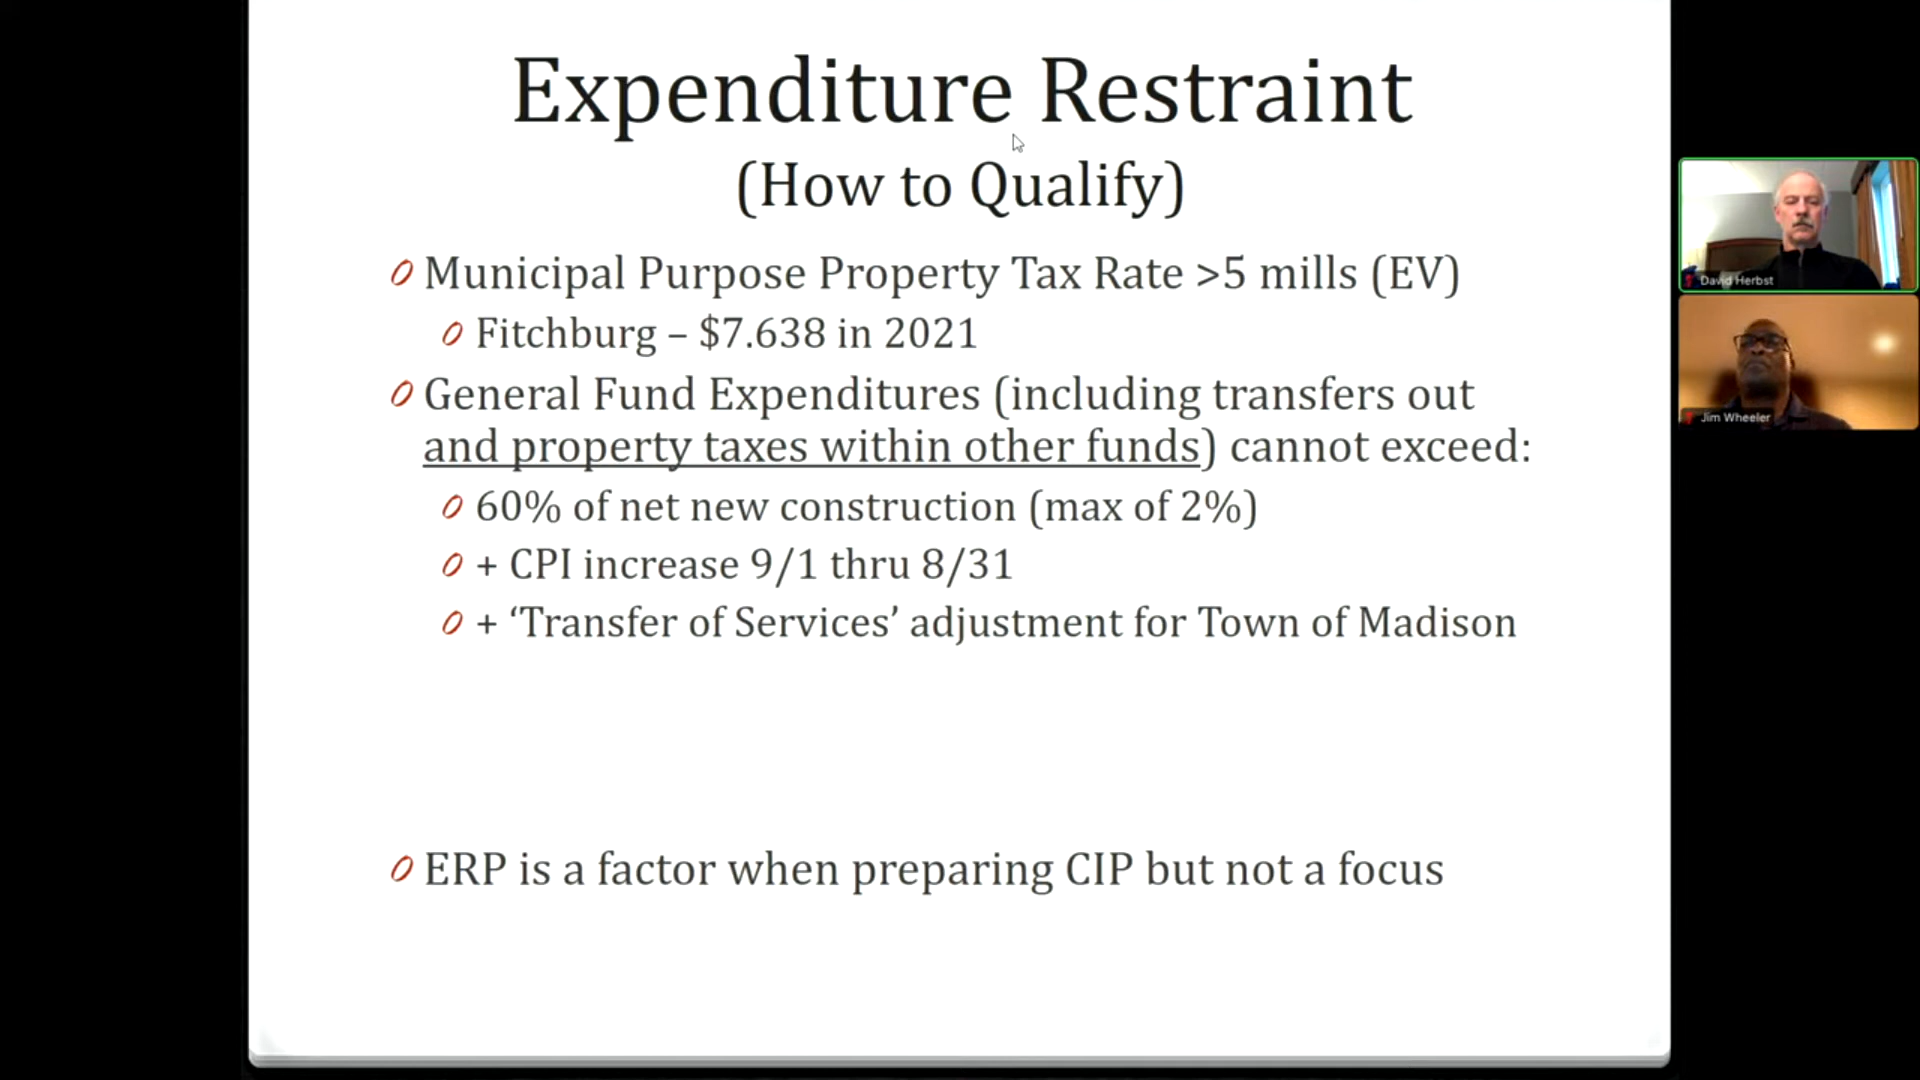 Expenditure Restraint
(How to Qualify)
Municipal Purpose Property Tax Rate >5 mills (EV)
Fitchburg – $7.638 in 2021
General Fund Expenditures (including transfers out
and property taxes within other funds) cannot exceed:
60% of net new construction (max of 2%)
+ CPI increase 9/1 thru 8/31
+ ‘Transfer of Services’ adjustment for Town of Madison
ERP is a factor when preparing CIP but not a focus
David Herbst
Jim Wheeler